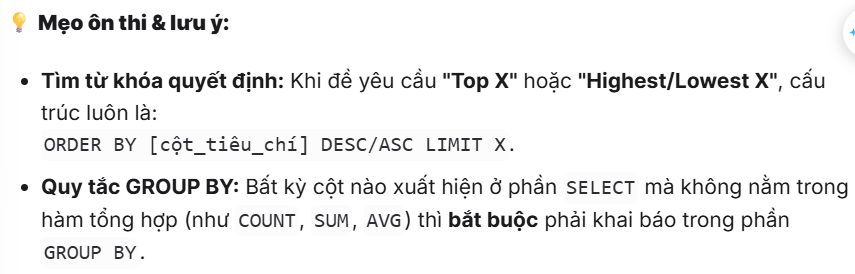 💡 Mẹo ôn thi & lưu ý:
• Tìm từ khóa quyết định: Khi đề yêu cầu "Top X" hoặc "Highest/Lowest X", cấu
trúc luôn là:
ORDER BY [cột_tiêu_chí] DESC/ASC LIMIT X.
• Quy tắc GROUP BY: Bất kỳ cột nào xuất hiện ở phần SELECT mà không nằm trong
hàm tổng hợp (như COUNT, SUM, AVG) thì bắt buộc phải khai báo trong phần
GROUP BY.